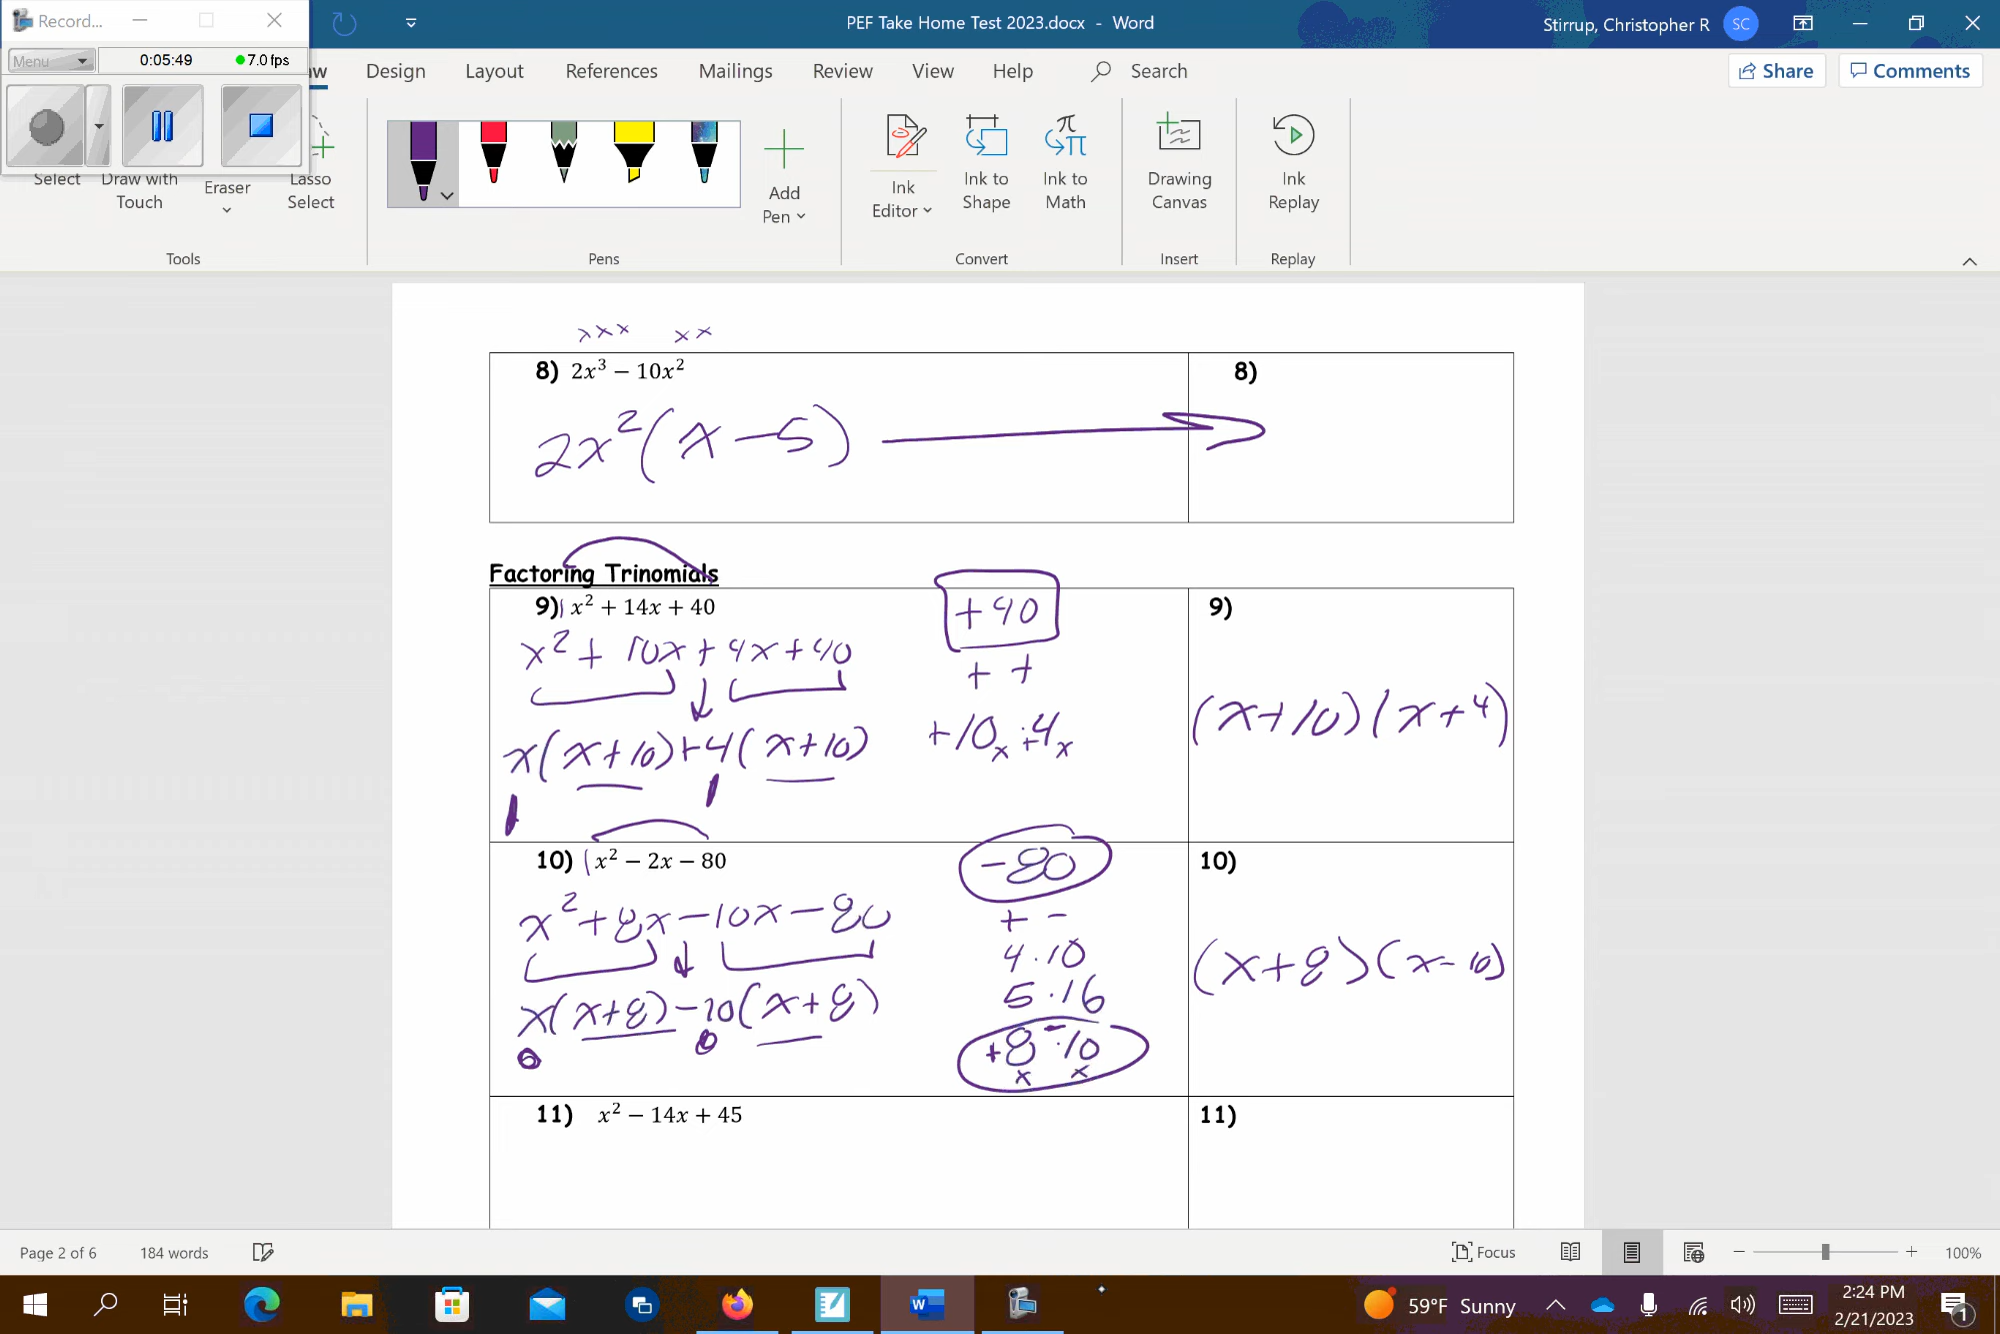 Record...
PEF Take Home Test 2023.docx - Word
Stirrup, Christopher R
SC
Menu
0:05:49
7.0 fps
Design Layout References Mailings Review View Help Search
Share Comments
Select
Draw with Touch
Eraser
Lasso Select
Add Pen
Ink Editor
Ink to Shape
Ink to Math
Drawing Canvas
Ink Replay
Tools Pens Convert Insert Replay
x x x x x
8) 2x³ − 10x²
8)
2x²(x − 5)
Factoring Trinomials
9) 1 x² + 14x + 40
+40
9)
x² + 10x + 4x + 40
+ +
x(x+10)+4(x+10)
+10x · +4x
(x+10)(x+4)
10) 1 x² − 2x − 80
−80
10)
x² + 8x − 10x − 80
+ −
4 · 10
5 · 16
x(x+8) − 10(x+8)
+8 · −10
x x
(x+8)(x−10)
11) x² − 14x + 45
11)
Page 2 of 6 184 words
Focus
100%
59°F Sunny
2:24 PM
2/21/2023
1